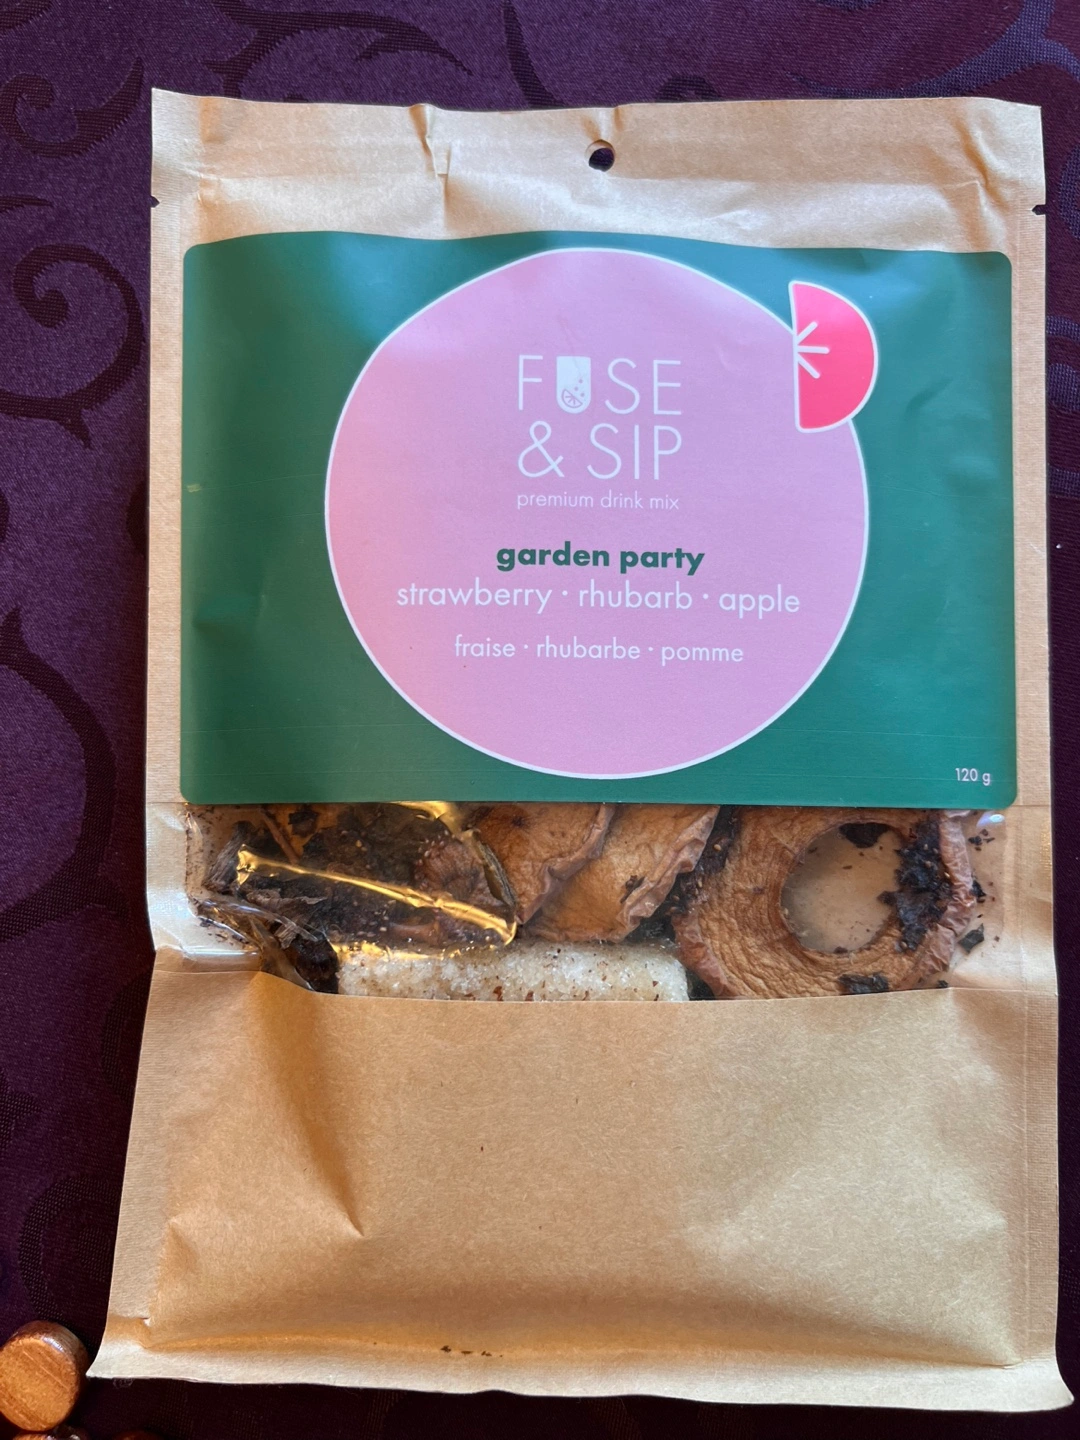 FUSE
& SIP
premium drink mix
garden party
strawberry · rhubarb · apple
fraise · rhubarbe · pomme
120 g